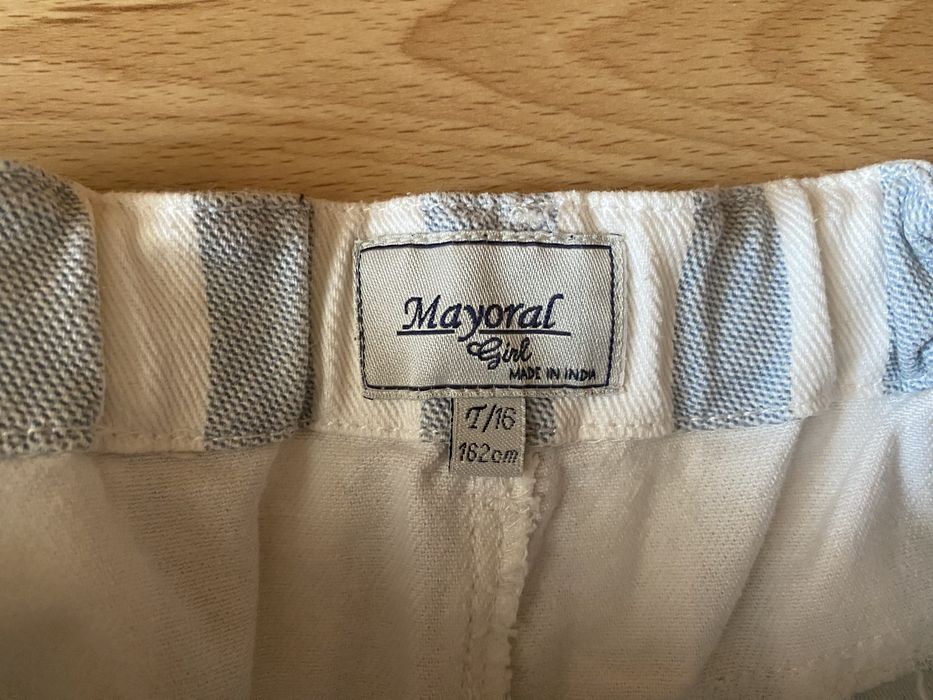 Mayoral
Girl
MADE IN INDIA
T/16
162cm